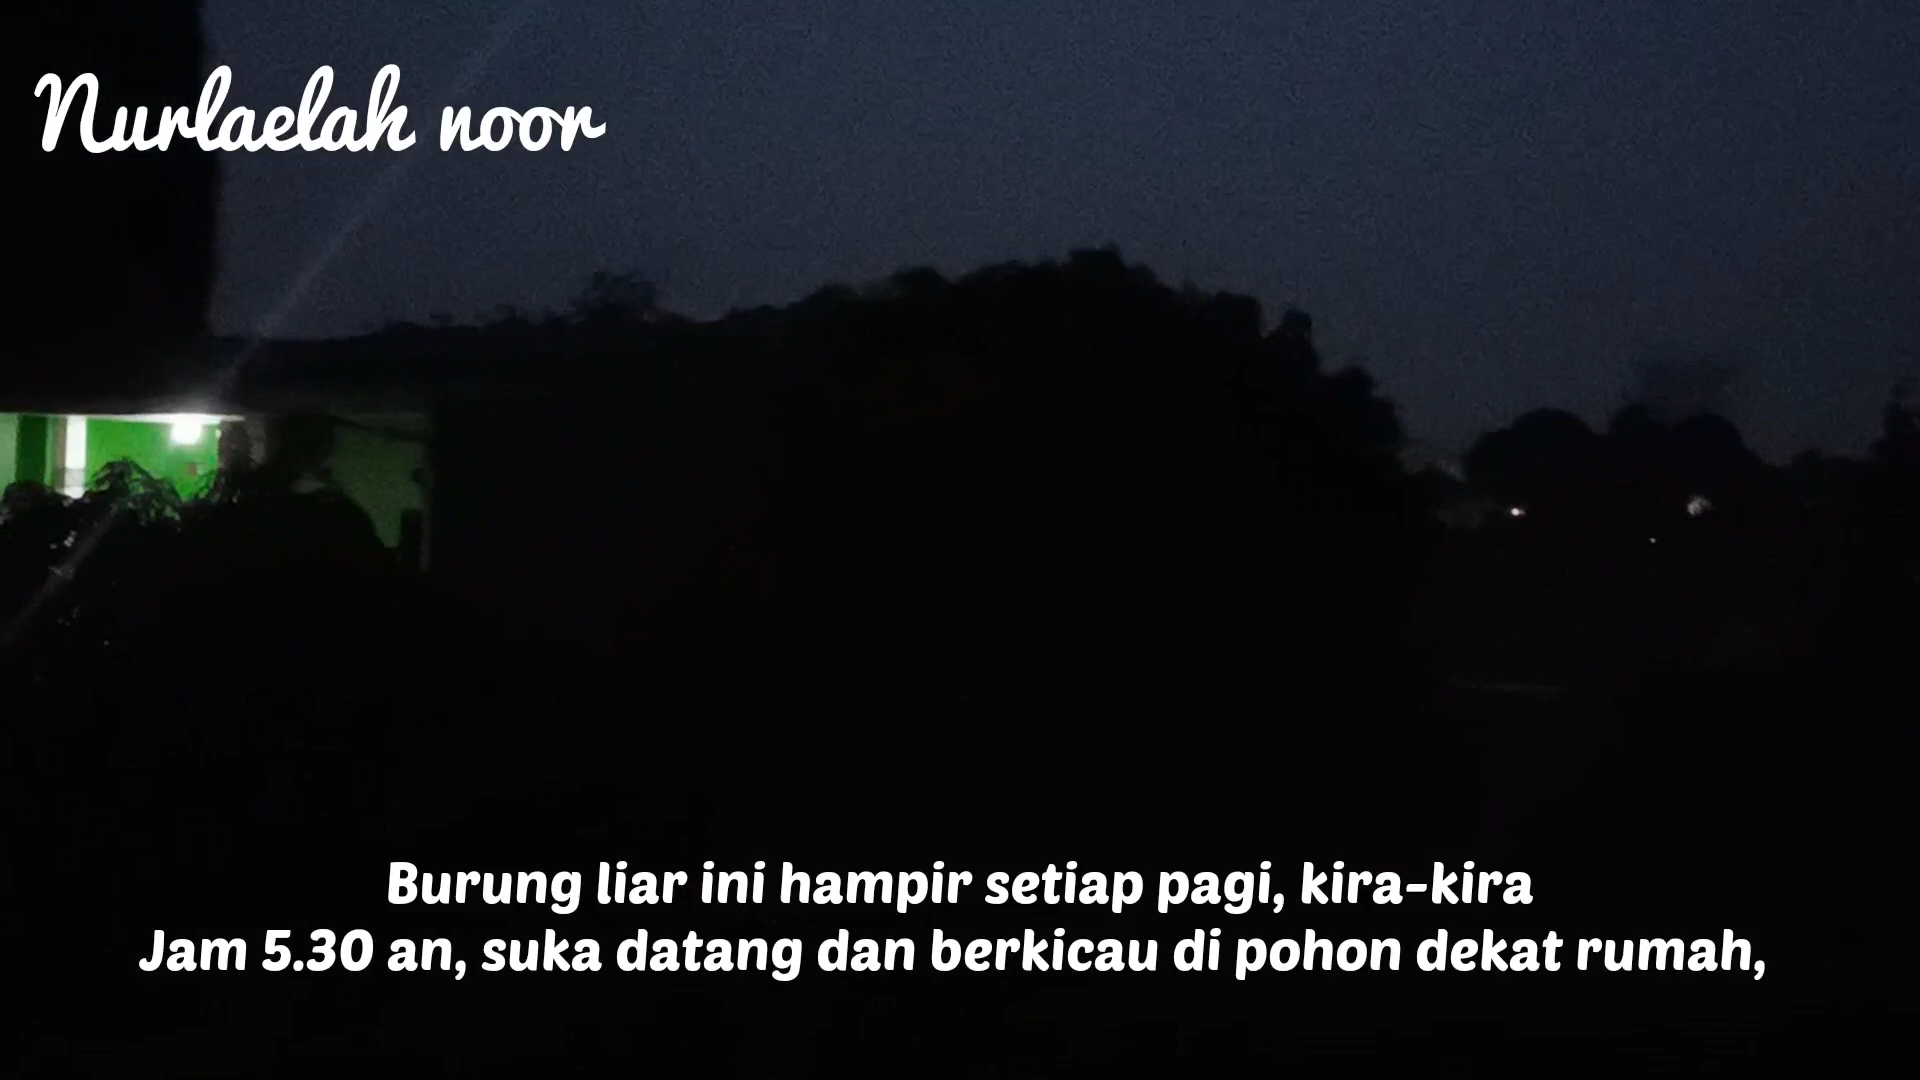 Nurlaelah noor
Burung liar ini hampir setiap pagi, kira-kira
Jam 5.30 an, suka datang dan berkicau di pohon dekat rumah,